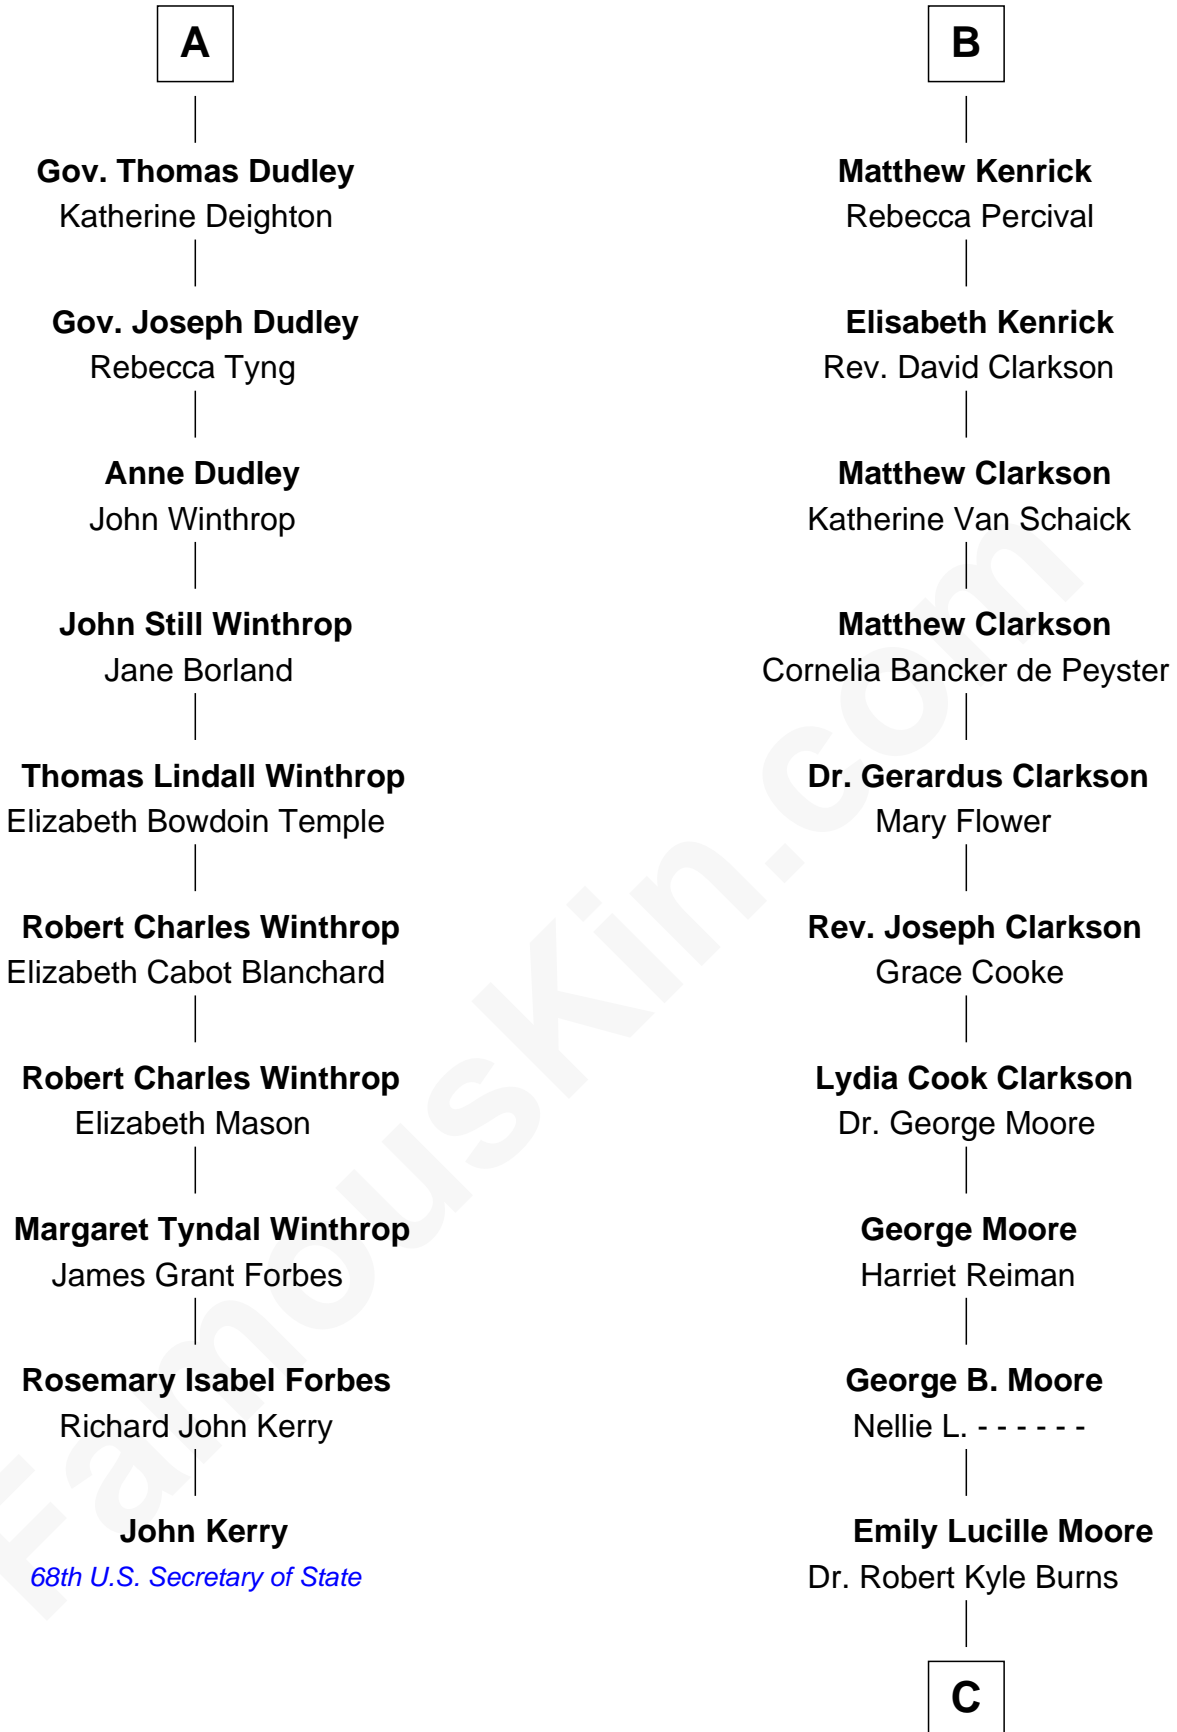 A
Gov. Thomas Dudley
Katherine Deighton
Gov. Joseph Dudley
Rebecca Tyng
Anne Dudley
John Winthrop
John Still Winthrop
Jane Borland
Thomas Lindall Winthrop
Elizabeth Bowdoin Temple
Robert Charles Winthrop
Elizabeth Cabot Blanchard
Robert Charles Winthrop
Elizabeth Mason
Margaret Tyndal Winthrop
James Grant Forbes
Rosemary Isabel Forbes
Richard John Kerry
John Kerry
68th U.S. Secretary of State
B
Matthew Kenrick
Rebecca Percival
Elisabeth Kenrick
Rev. David Clarkson
Matthew Clarkson
Katherine Van Schaick
Matthew Clarkson
Cornelia Bancker de Peyster
Dr. Gerardus Clarkson
Mary Flower
Rev. Joseph Clarkson
Grace Cooke
Lydia Cook Clarkson
Dr. George Moore
George Moore
Harriet Reiman
George B. Moore
Nellie L. - - - - - -
Emily Lucille Moore
Dr. Robert Kyle Burns
C
FamousKin.com